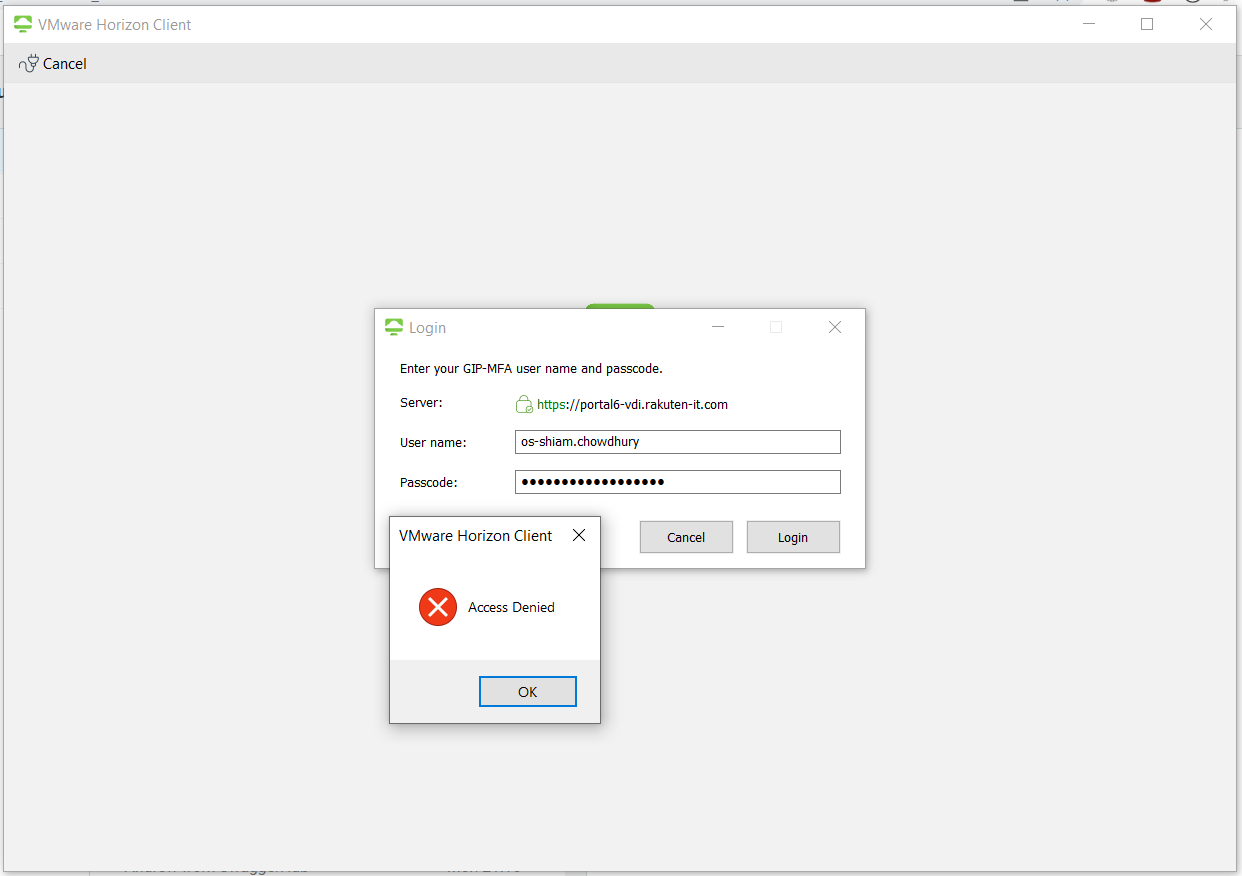 VMware Horizon Client
Cancel
Login
Enter your GIP-MFA user name and passcode.
Server: https://portal6-vdi.rakuten-it.com
User name: os-shiam.chowdhury
Passcode: ••••••••••••••••••
Cancel Login
VMware Horizon Client
Access Denied
OK